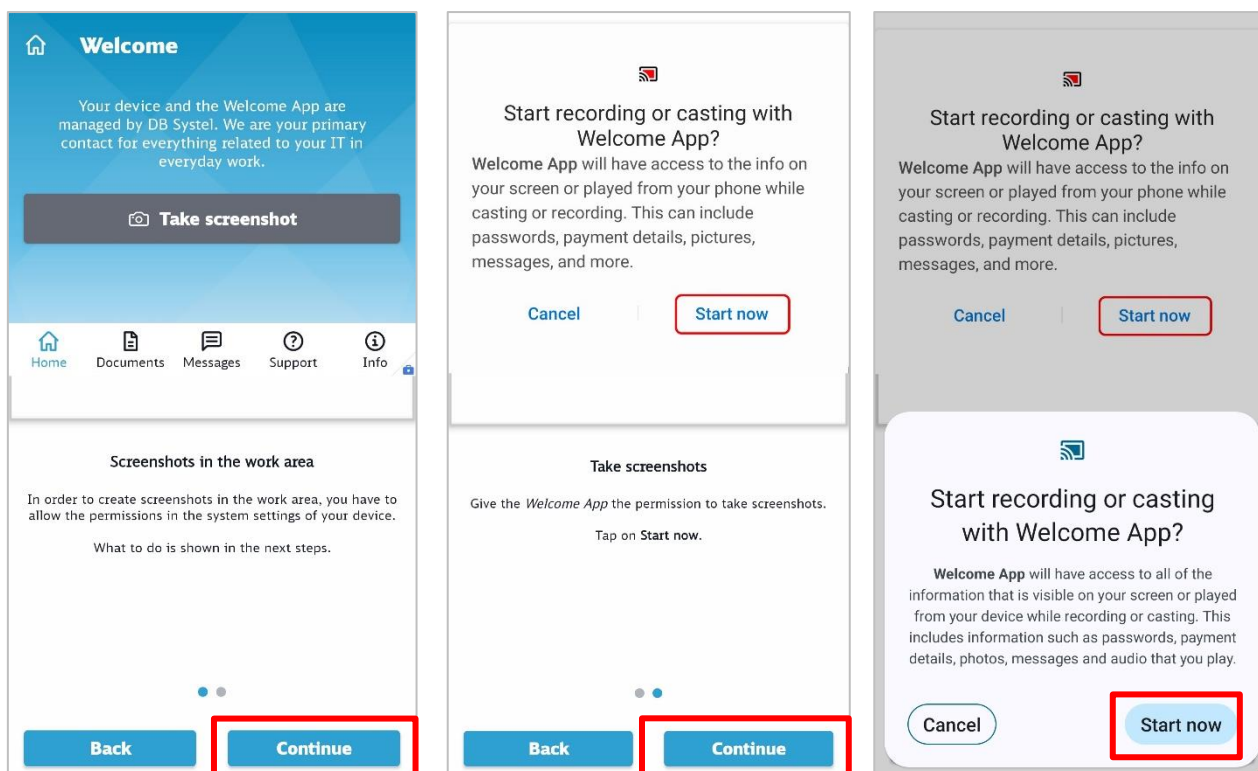 Welcome
Your device and the Welcome App are
managed by DB Systel. We are your primary
contact for everything related to your IT in
everyday work.
Take screenshot
Home
Documents
Messages
Support
Info
Screenshots in the work area
In order to create screenshots in the work area, you have to
allow the permissions in the system settings of your device.
What to do is shown in the next steps.
Back
Continue
Start recording or casting with
Welcome App?
Welcome App will have access to the info on
your screen or played from your phone while
casting or recording. This can include
passwords, payment details, pictures,
messages, and more.
Cancel
Start now
Take screenshots
Give the Welcome App the permission to take screenshots.
Tap on Start now.
Back
Continue
Start recording or casting with
Welcome App?
Welcome App will have access to the info on
your screen or played from your phone while
casting or recording. This can include
passwords, payment details, pictures,
messages, and more.
Cancel
Start now
Start recording or casting
with Welcome App?
Welcome App will have access to all of the
information that is visible on your screen or played
from your device while recording or casting. This
includes information such as passwords, payment
details, photos, messages and audio that you play.
Cancel
Start now